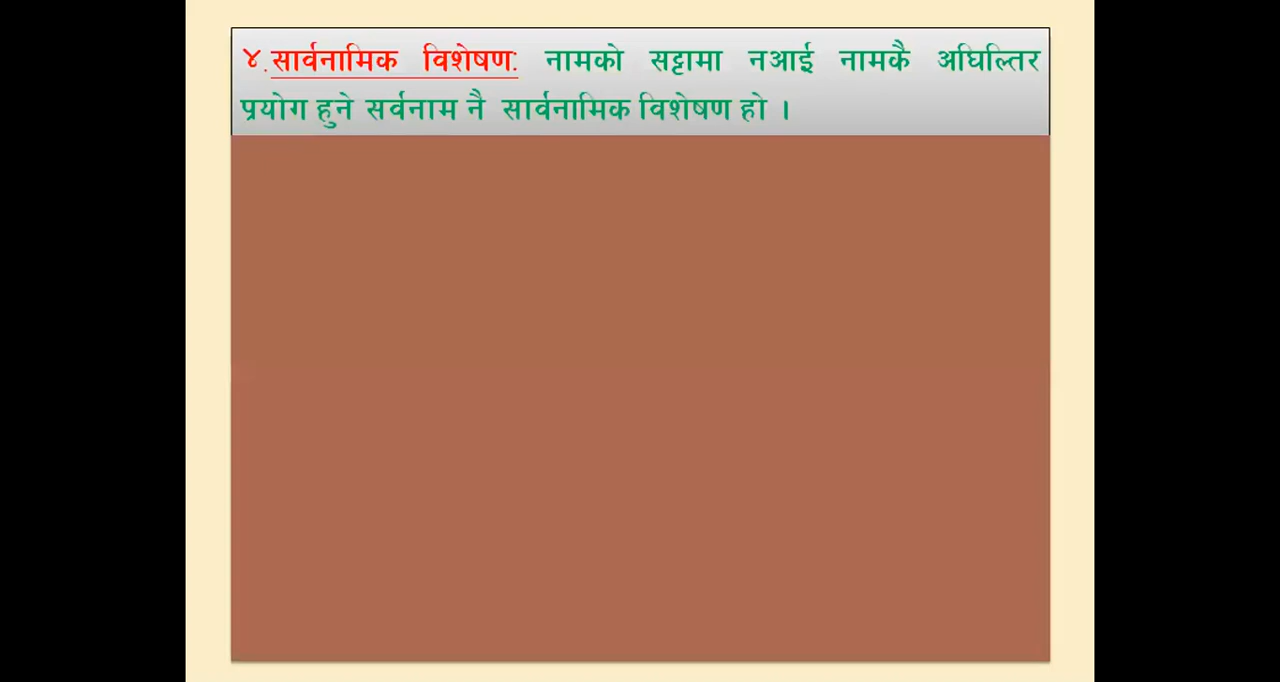 ४.सार्वनामिक विशेषण: नामको सट्टामा नआई नामकै अघिल्तिर
प्रयोग हुने सर्वनाम नै सार्वनामिक विशेषण हो ।